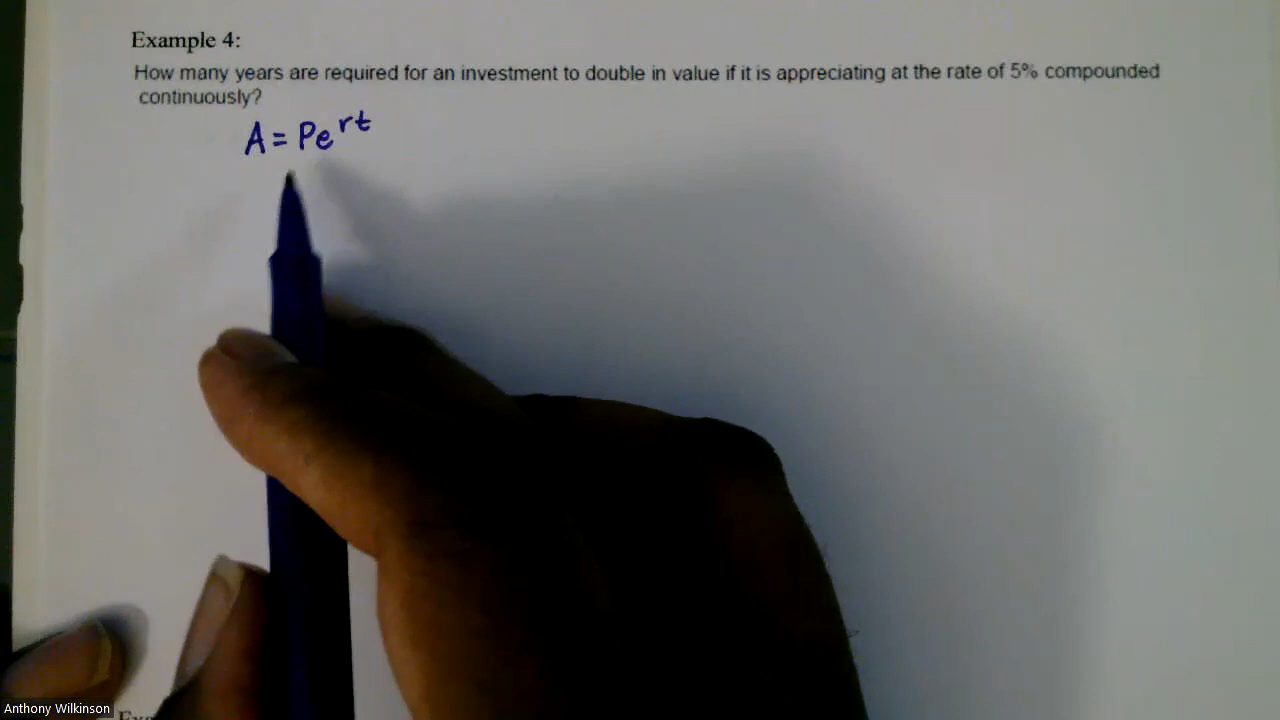 Example 4:
How many years are required for an investment to double in value if it is appreciating at the rate of 5% compounded
continuously?
A = Pe^rt
Anthony Wilkinson